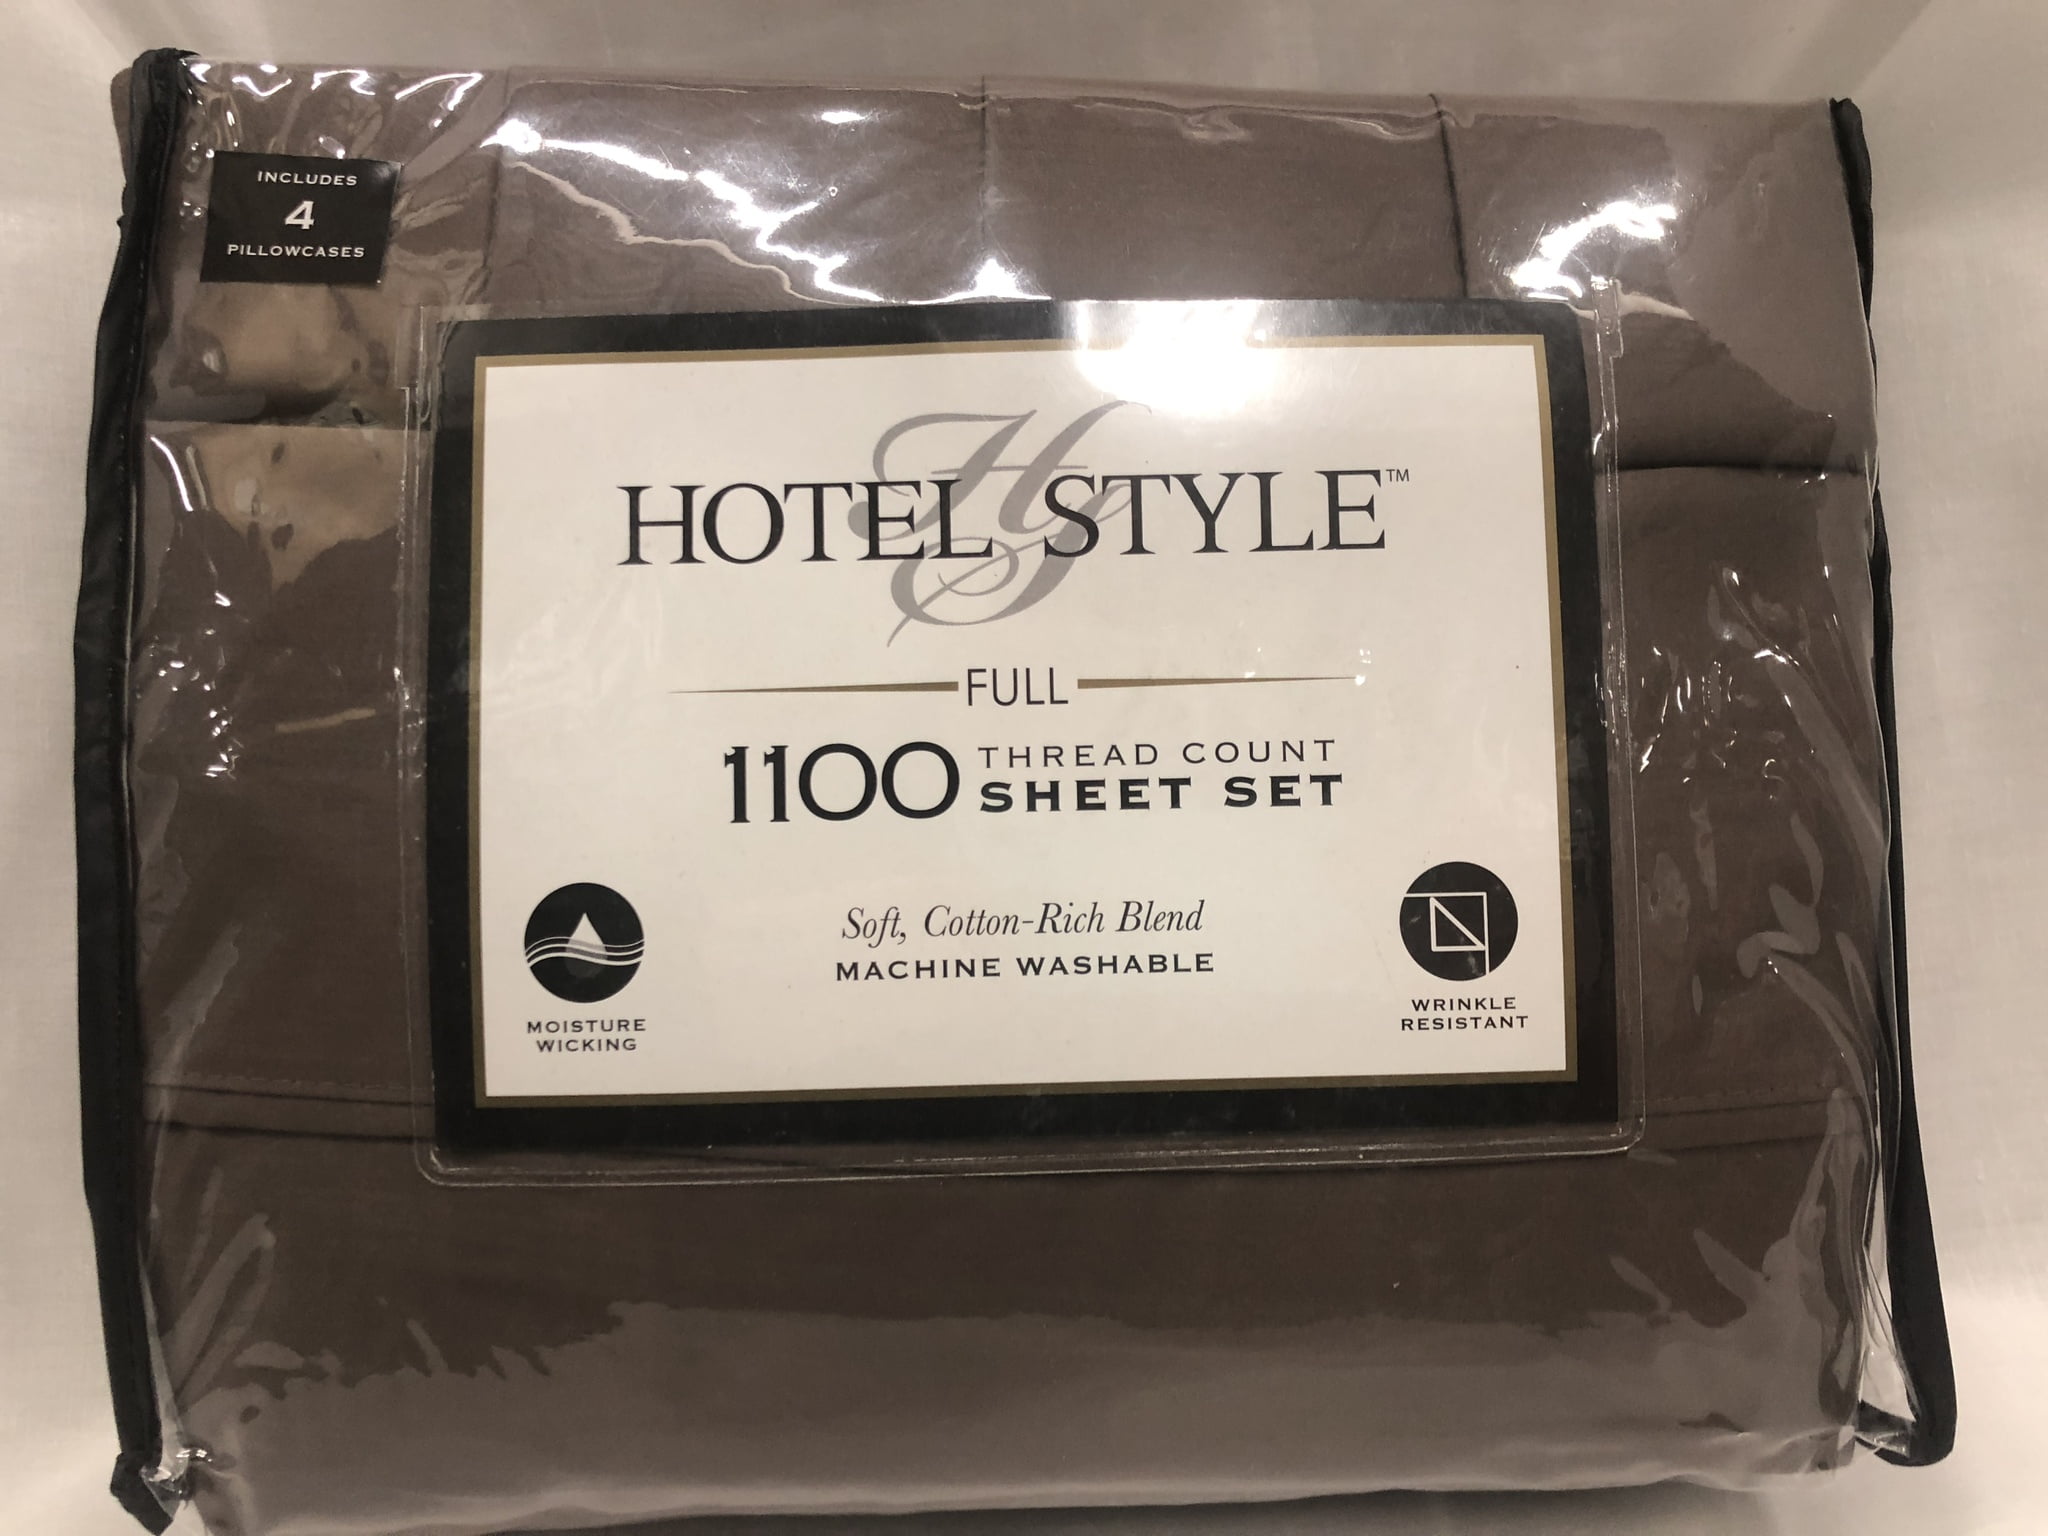 INCLUDES
4
PILLOWCASES
HS
HOTEL STYLE™
FULL
1100 THREAD COUNT
SHEET SET
Soft, Cotton-Rich Blend
MACHINE WASHABLE
MOISTURE
WICKING
WRINKLE
RESISTANT